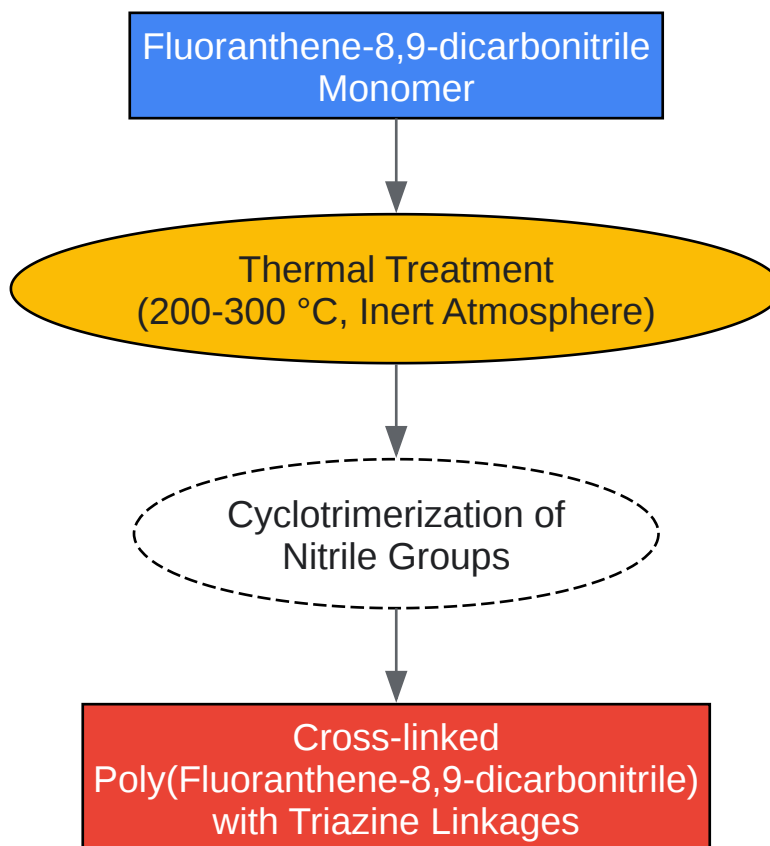 Fluoranthene-8,9-dicarbonitrile
Monomer
Thermal Treatment
(200-300 °C, Inert Atmosphere)
Cyclotrimerization of
Nitrile Groups
Cross-linked
Poly(Fluoranthene-8,9-dicarbonitrile)
with Triazine Linkages